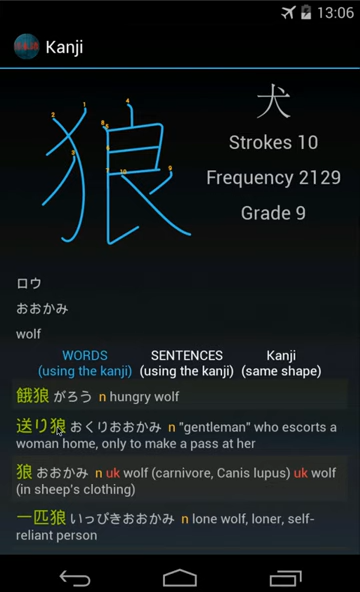 13:06
Kanji
犬
Strokes 10
Frequency 2129
Grade 9
狼
ロウ
おおかみ
wolf
WORDS SENTENCES Kanji
(using the kanji) (using the kanji) (same shape)
餓狼 がろう n hungry wolf
送り狼 おくりおおかみ n "gentleman" who escorts a
woman home, only to make a pass at her
狼 おおかみ n uk wolf (carnivore, Canis lupus) uk wolf
(in sheep's clothing)
一匹狼 いっぴきおおかみ n lone wolf, loner, self-
reliant person